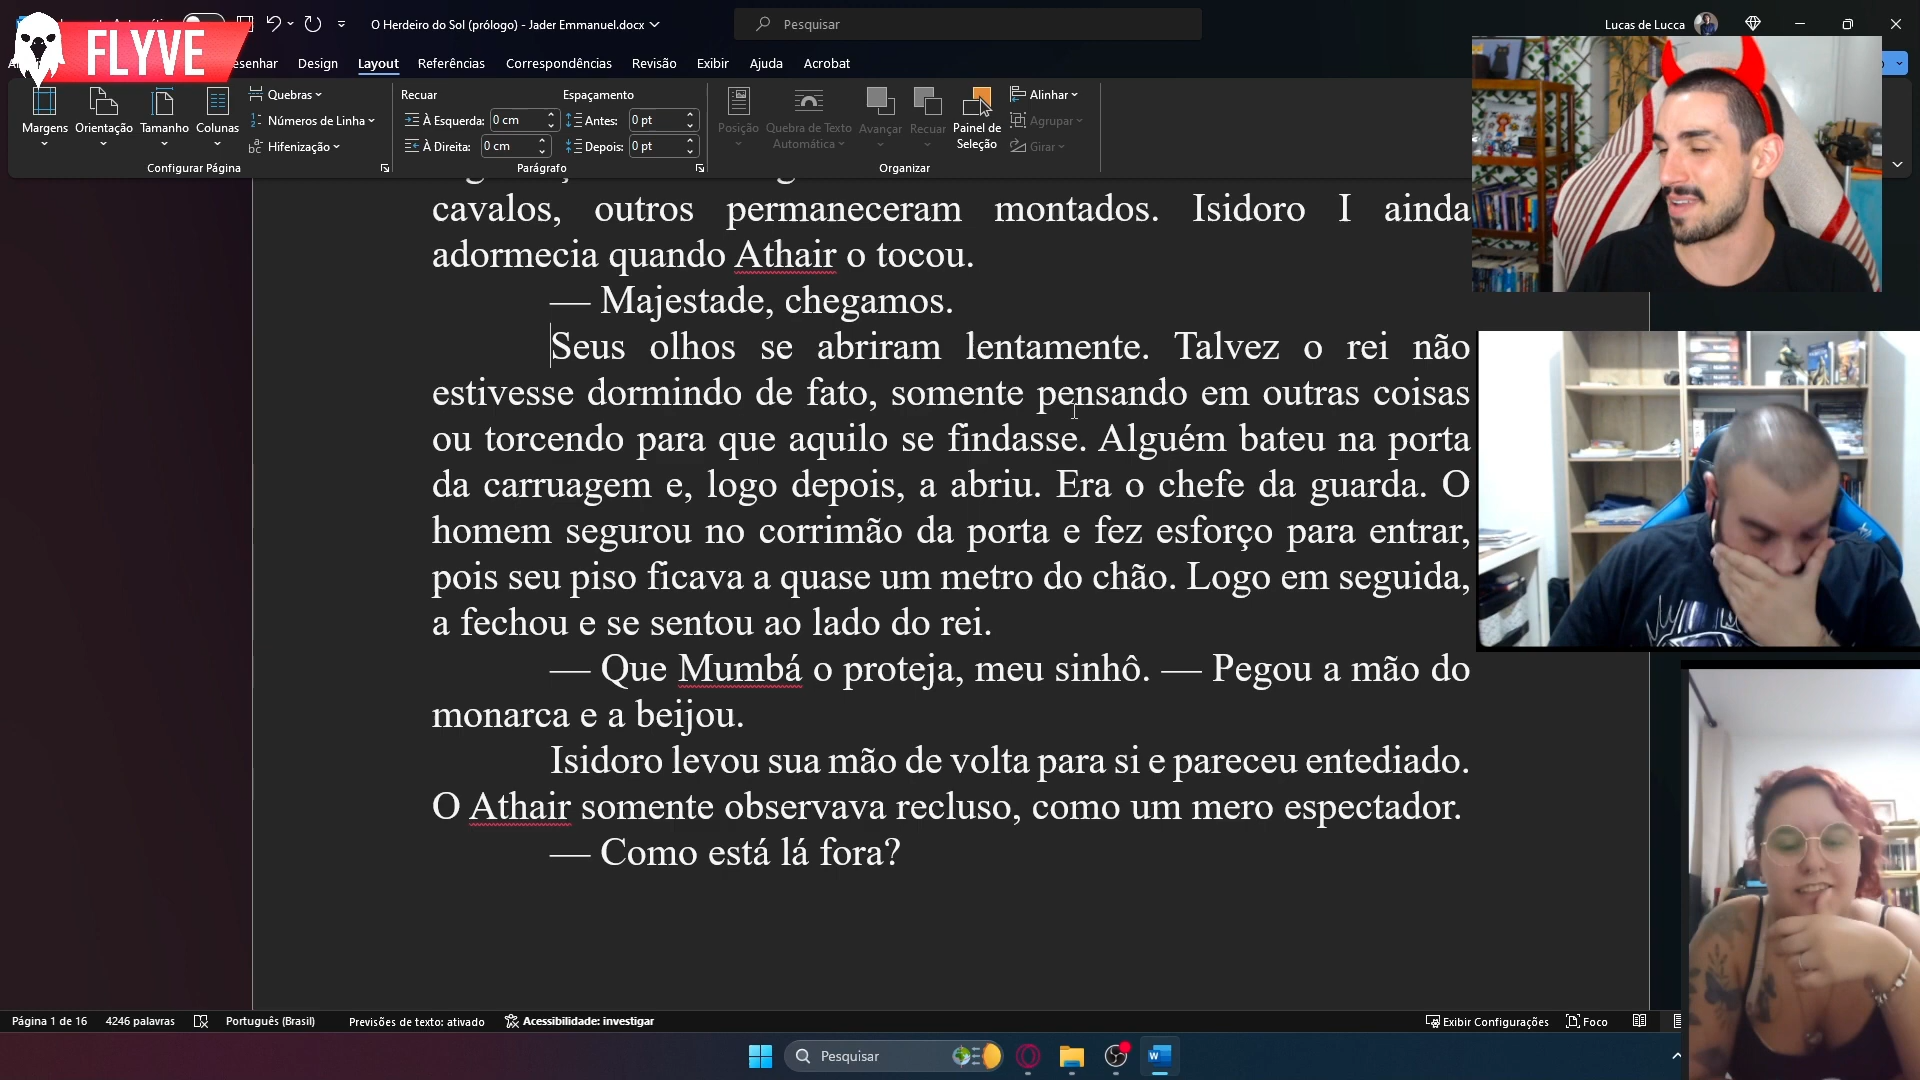 FLYVE
O Herdeiro do Sol (prólogo) - Jader Emmanuel.docx
Pesquisar
Lucas de Lucca
Design
Layout
Referências
Correspondências
Revisão
Exibir
Ajuda
Acrobat
Margens
Orientação
Tamanho
Colunas
Quebras
Números de Linha
Hifenização
Configurar Página
Recuar
À Esquerda: 0 cm
À Direita: 0 cm
Espaçamento
Antes: 0 pt
Depois: 0 pt
Parágrafo
Posição
Quebra de Texto Automática
Avançar
Recuar
Painel de Seleção
Alinhar
Agrupar
Girar
Organizar
cavalos, outros permaneceram montados. Isidoro I ainda
adormecia quando Athair o tocou.
— Majestade, chegamos.
Seus olhos se abriram lentamente. Talvez o rei não
estivesse dormindo de fato, somente pensando em outras coisas
ou torcendo para que aquilo se findasse. Alguém bateu na porta
da carruagem e, logo depois, a abriu. Era o chefe da guarda. O
homem segurou no corrimão da porta e fez esforço para entrar,
pois seu piso ficava a quase um metro do chão. Logo em seguida,
a fechou e se sentou ao lado do rei.
— Que Mumbá o proteja, meu sinhô. — Pegou a mão do
monarca e a beijou.
Isidoro levou sua mão de volta para si e pareceu entediado.
O Athair somente observava recluso, como um mero espectador.
— Como está lá fora?
Página 1 de 16
4246 palavras
Português (Brasil)
Previsões de texto: ativado
Acessibilidade: investigar
Exibir Configurações
Foco
Pesquisar